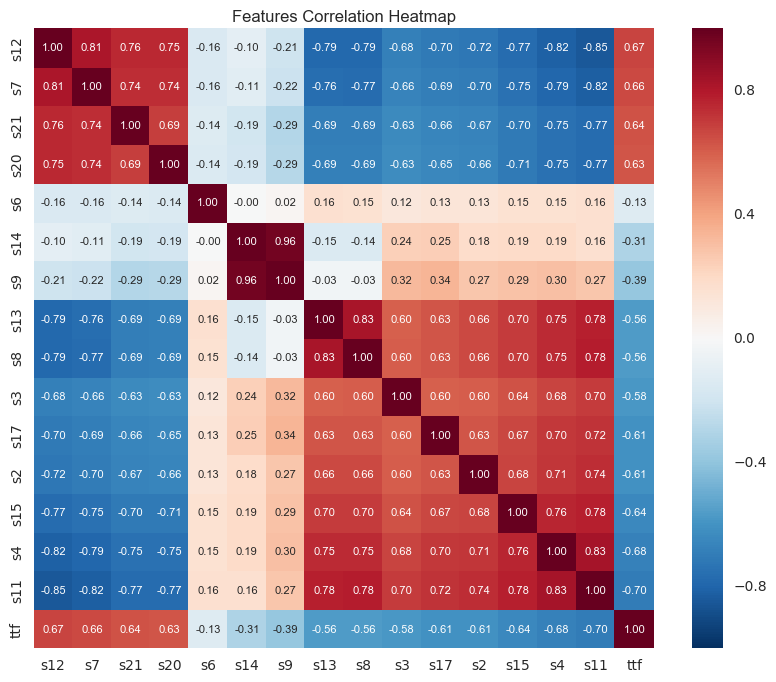 Features Correlation Heatmap
s12 1.00 0.81 0.76 0.75 -0.16 -0.10 -0.21 -0.79 -0.79 -0.68 -0.70 -0.72 -0.77 -0.82 -0.85 0.67
s7 0.81 1.00 0.74 0.74 -0.16 -0.11 -0.22 -0.76 -0.77 -0.66 -0.69 -0.70 -0.75 -0.79 -0.82 0.66
s21 0.76 0.74 1.00 0.69 -0.14 -0.19 -0.29 -0.69 -0.69 -0.63 -0.66 -0.67 -0.70 -0.75 -0.77 0.64
s20 0.75 0.74 0.69 1.00 -0.14 -0.19 -0.29 -0.69 -0.69 -0.63 -0.65 -0.66 -0.71 -0.75 -0.77 0.63
s6 -0.16 -0.16 -0.14 -0.14 1.00 -0.00 0.02 0.16 0.15 0.12 0.13 0.13 0.15 0.15 0.16 -0.13
s14 -0.10 -0.11 -0.19 -0.19 -0.00 1.00 0.96 -0.15 -0.14 0.24 0.25 0.18 0.19 0.19 0.16 -0.31
s9 -0.21 -0.22 -0.29 -0.29 0.02 0.96 1.00 -0.03 -0.03 0.32 0.34 0.27 0.29 0.30 0.27 -0.39
s13 -0.79 -0.76 -0.69 -0.69 0.16 -0.15 -0.03 1.00 0.83 0.60 0.63 0.66 0.70 0.75 0.78 -0.56
s8 -0.79 -0.77 -0.69 -0.69 0.15 -0.14 -0.03 0.83 1.00 0.60 0.63 0.66 0.70 0.75 0.78 -0.56
s3 -0.68 -0.66 -0.63 -0.63 0.12 0.24 0.32 0.60 0.60 1.00 0.60 0.60 0.64 0.68 0.70 -0.58
s17 -0.70 -0.69 -0.66 -0.65 0.13 0.25 0.34 0.63 0.63 0.60 1.00 0.63 0.67 0.70 0.72 -0.61
s2 -0.72 -0.70 -0.67 -0.66 0.13 0.18 0.27 0.66 0.66 0.60 0.63 1.00 0.68 0.71 0.74 -0.61
s15 -0.77 -0.75 -0.70 -0.71 0.15 0.19 0.29 0.70 0.70 0.64 0.67 0.68 1.00 0.76 0.78 -0.64
s4 -0.82 -0.79 -0.75 -0.75 0.15 0.19 0.30 0.75 0.75 0.68 0.70 0.71 0.76 1.00 0.83 -0.68
s11 -0.85 -0.82 -0.77 -0.77 0.16 0.16 0.27 0.78 0.78 0.70 0.72 0.74 0.78 0.83 1.00 -0.70
ttf 0.67 0.66 0.64 0.63 -0.13 -0.31 -0.39 -0.56 -0.56 -0.58 -0.61 -0.61 -0.64 -0.68 -0.70 1.00
s12 s7 s21 s20 s6 s14 s9 s13 s8 s3 s17 s2 s15 s4 s11 ttf
0.8
0.4
0.0
−0.4
−0.8